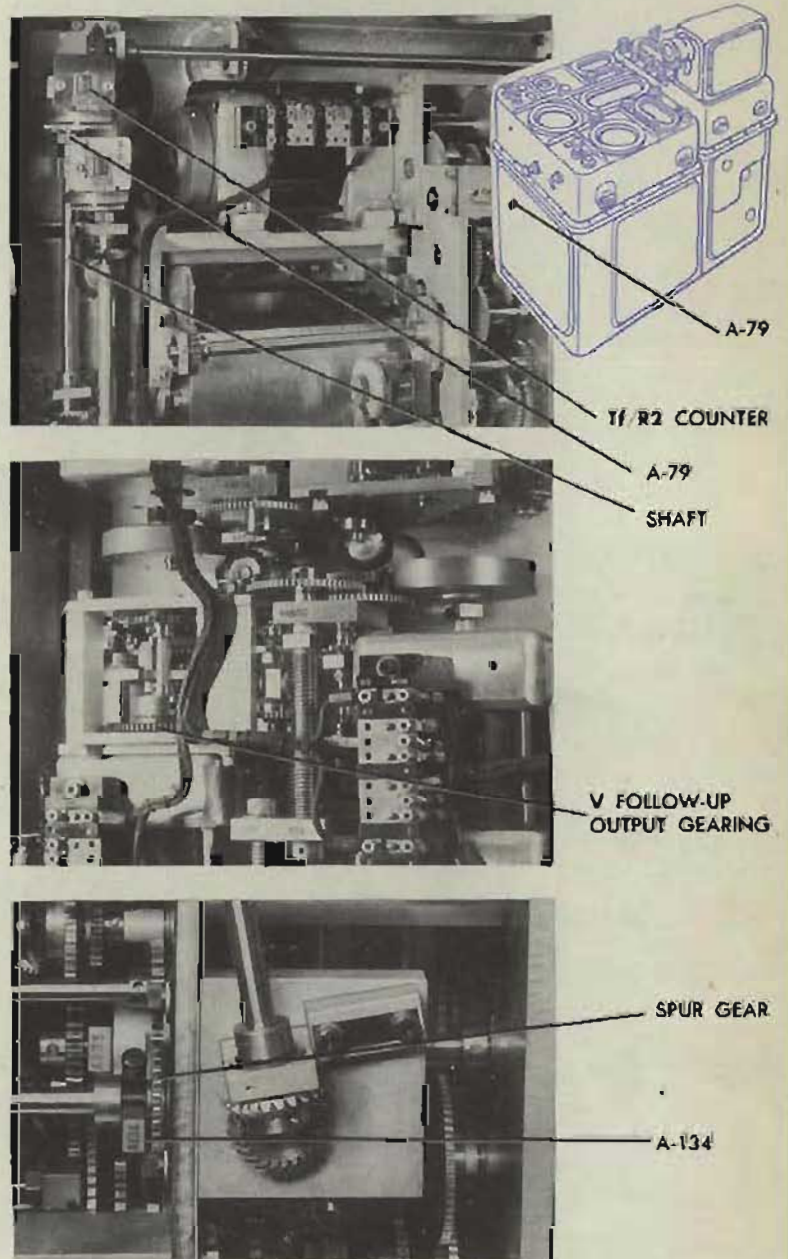 A-79
Tf/R2 COUNTER
A-79
SHAFT
V FOLLOW-UP
OUTPUT GEARING
SPUR GEAR
A-134